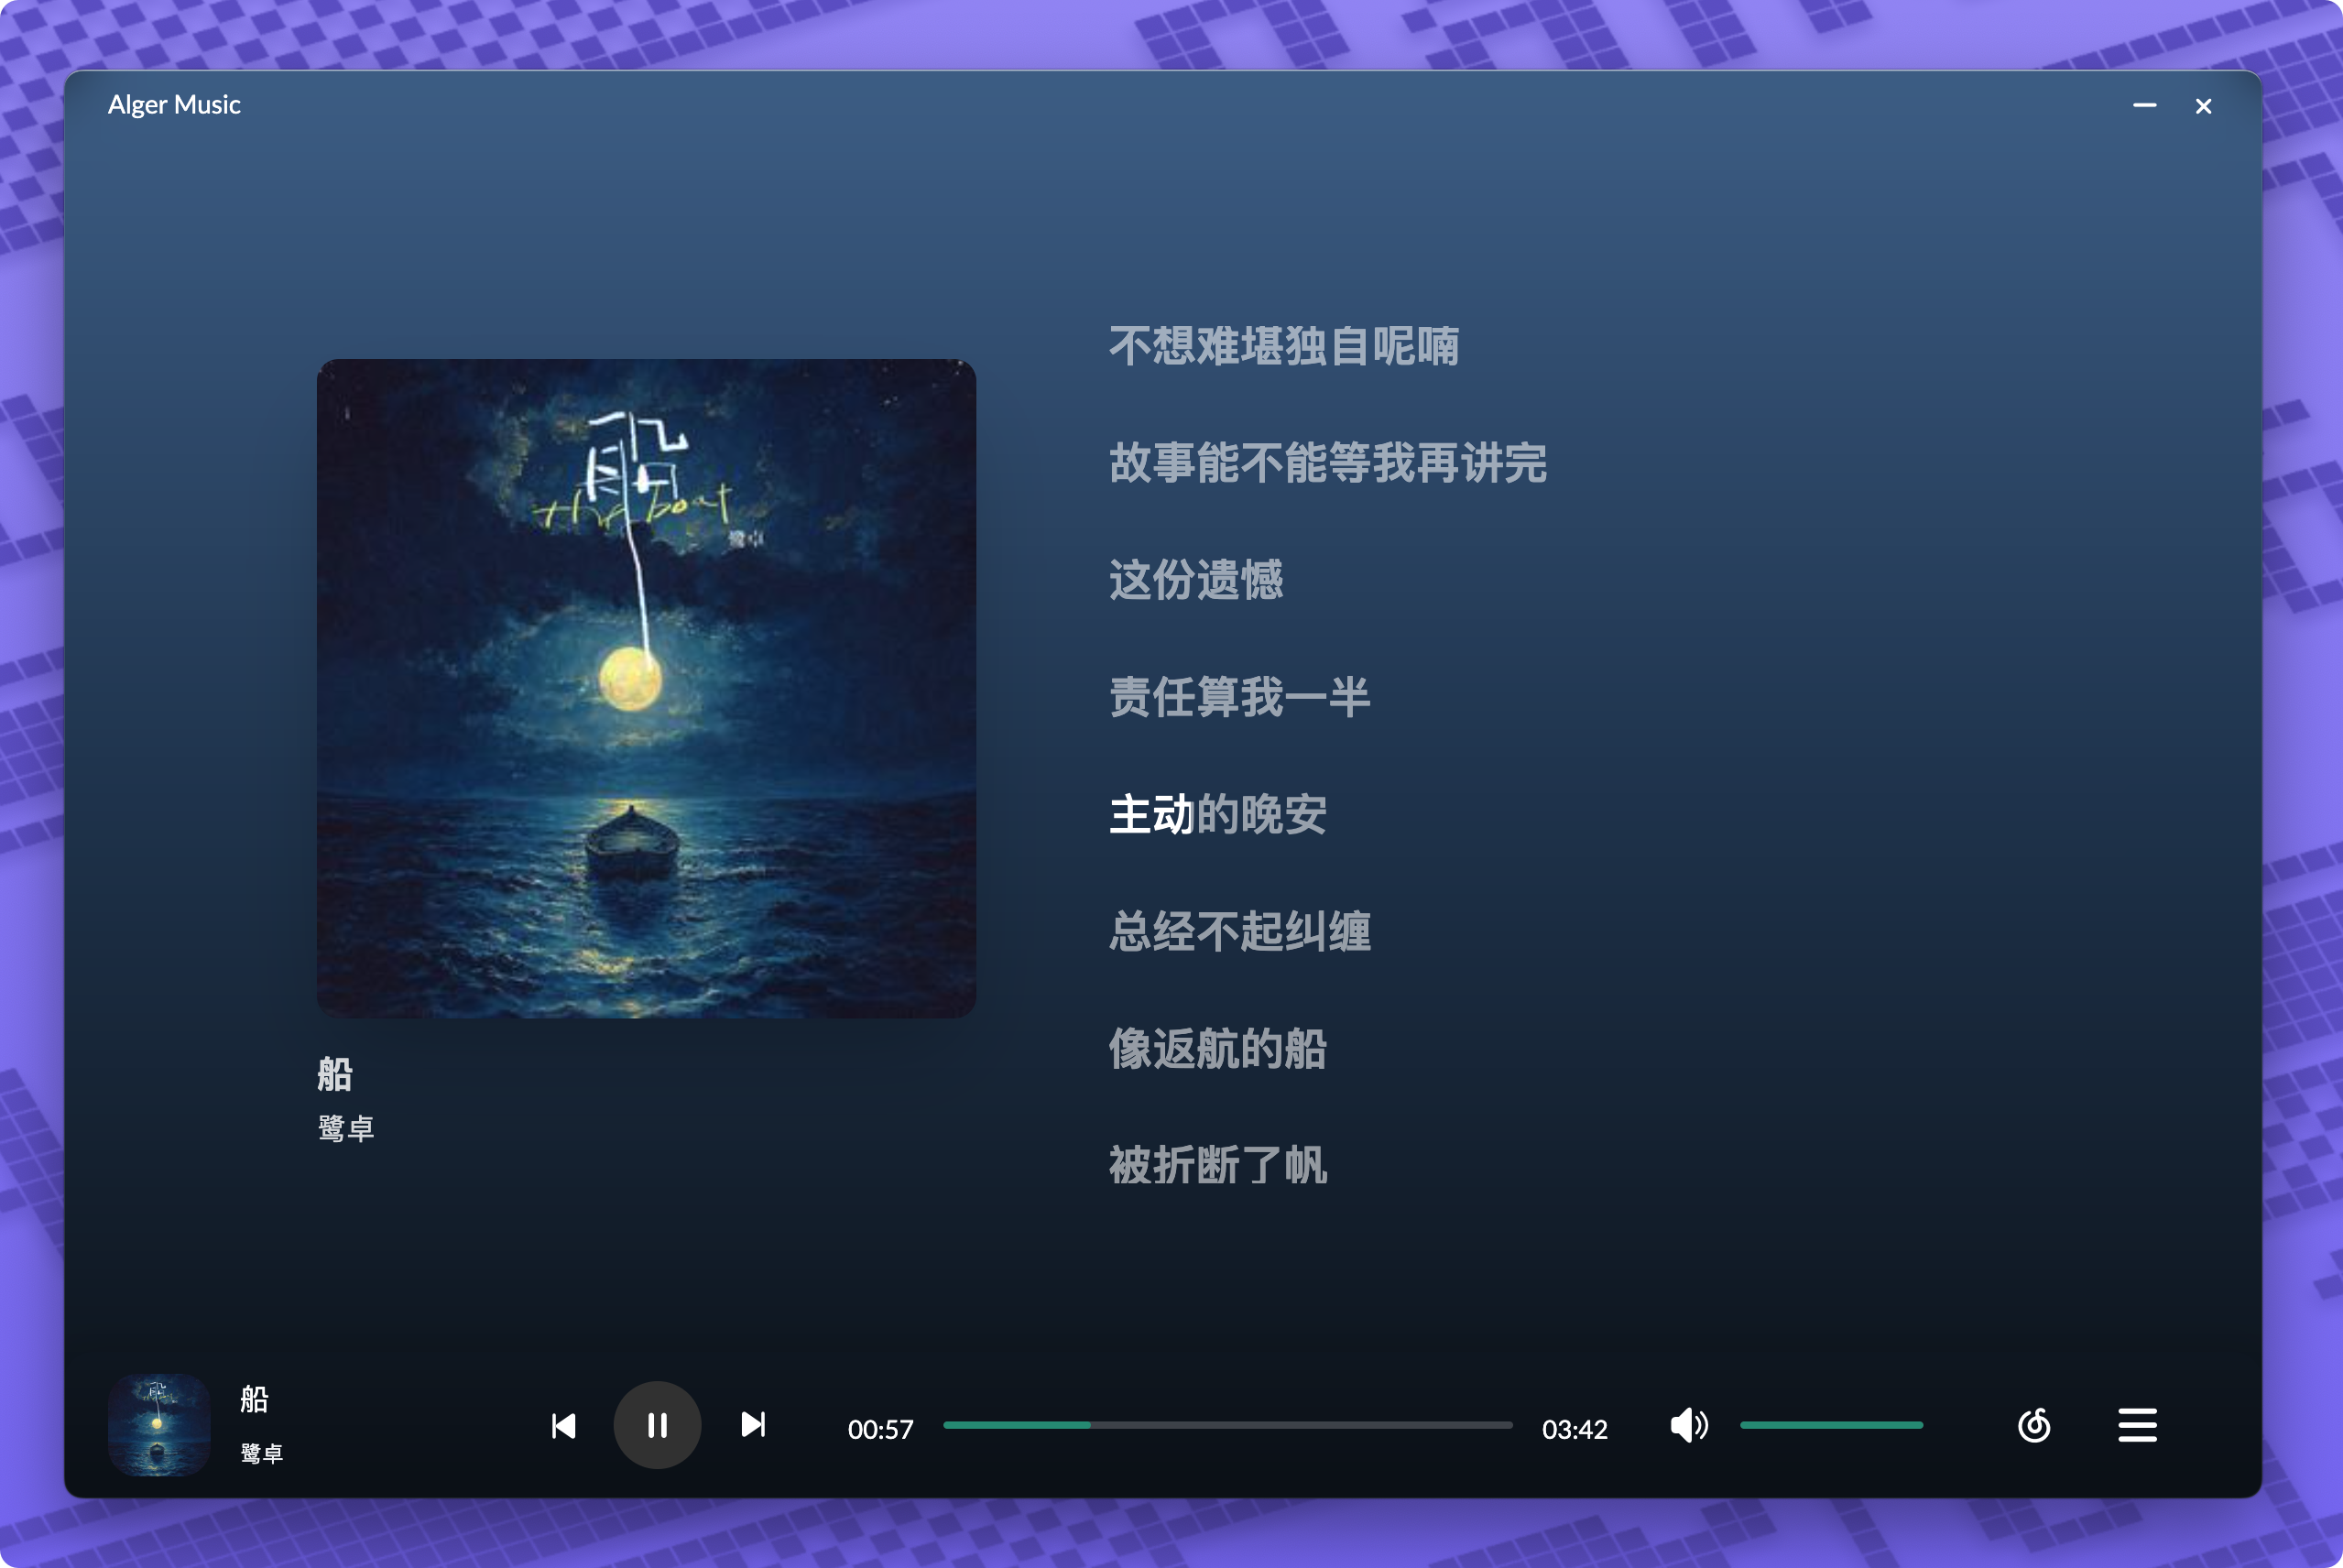 Alger Music
船
the boat
鹭卓
不想难堪独自呢喃
故事能不能等我再讲完
这份遗憾
责任算我一半
主动的晚安
总经不起纠缠
像返航的船
被折断了帆
船
鹭卓
船
鹭卓
00:57
03:42